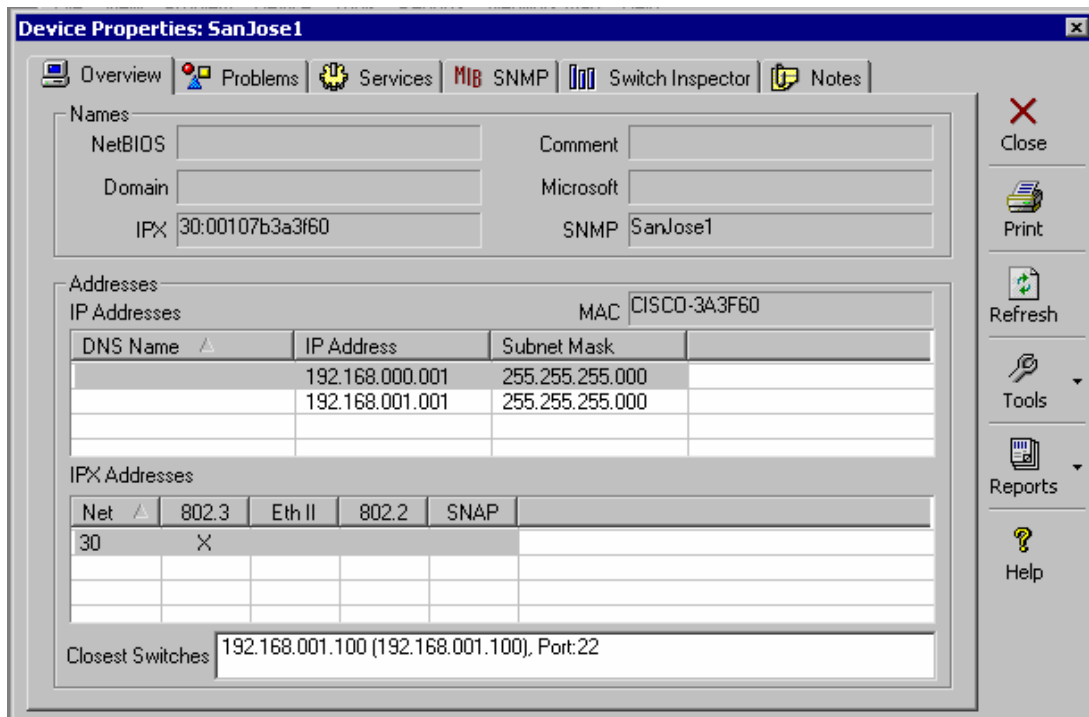 Device Properties: SanJose1
Overview Problems Services MIB SNMP Switch Inspector Notes
Names
NetBIOS Comment
Domain Microsoft
IPX 30:00107b3a3f60 SNMP SanJose1
Addresses
IP Addresses MAC CISCO-3A3F60
DNS Name IP Address Subnet Mask
192.168.000.001 255.255.255.000
192.168.001.001 255.255.255.000
IPX Addresses
Net 802.3 Eth II 802.2 SNAP
30 X
Closest Switches 192.168.001.100 (192.168.001.100), Port:22
Close
Print
Refresh
Tools
Reports
Help